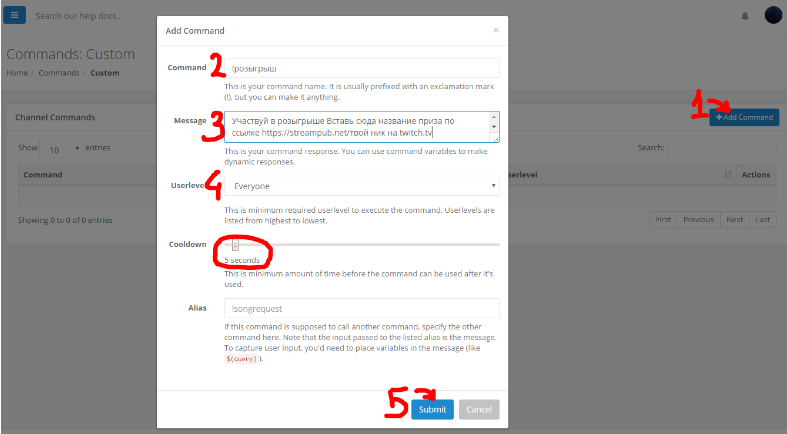 Search our help docs..
Add Command
×
Commands: Custom
Home / Commands / Custom
2
Command
!розыгрыш
This is your command name. It is usually prefixed with an exclamation mark
(!), but you can make it anything.
1
Channel Commands
+ Add Command
3
Message
Участвуй в розыгрыше Вставь сюда название приза по
ссылке https://streampub.net/твой ник на twitch.tv
Show 10 entries
Search:
This is your command response. You can use command variables to make
dynamic responses.
Command
serlevel
Actions
4
Userlevel
Everyone
This is minimum required userlevel to execute the command. Userlevels are
listed from highest to lowest.
Showing 0 to 0 of 0 entries
First Previous Next Last
Cooldown
5 seconds
This is minimum amount of time before the command can be used after it's
used.
Alias
!songrequest
If this command is supposed to call another command, specify the other
command here. Note that the input passed to the listed alias is the message.
To capture user input, you'd need to place variables in the message (like
$(query) ).
5
Submit Cancel